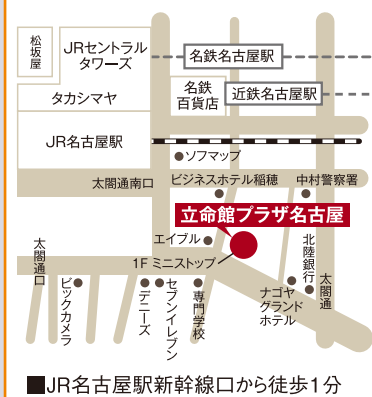 松坂屋
JRセントラル
タワーズ
タカシマヤ
名鉄名古屋駅
名鉄
百貨店
近鉄名古屋駅
JR名古屋駅
ソフマップ
太閤通南口
ビジネスホテル稲穂
中村警察署
立命館プラザ名古屋
エイブル
1F ミニストップ
太閤通口
ビックカメラ
デニーズ
セブンイレブン
専門学校
ナゴヤ
グランド
ホテル
北陸銀行
太閤通
■JR名古屋駅新幹線口から徒歩1分